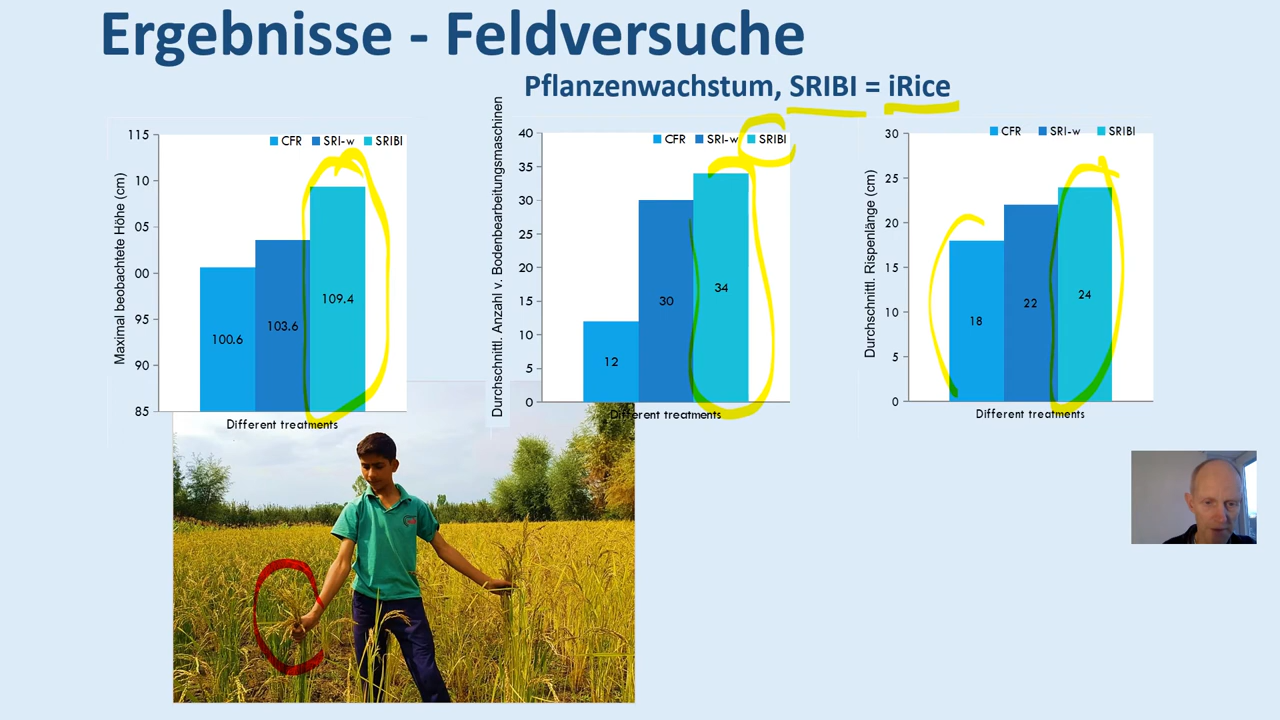 Ergebnisse - Feldversuche
Pflanzenwachstum, SRIBI = iRice
Maximal beobachtete Höhe (cm)
115
10
05
00
95
90
85
CFR SRI-w SRIBI
100.6
103.6
109.4
Different treatments
Durchschnittl. Anzahl v. Bodenbearbeitungsmaschinen
40
35
30
25
20
15
10
5
0
CFR SRI-w SRIBI
12
30
34
Different treatments
Durchschnittl. Rispenlänge (cm)
30
25
20
15
10
5
0
CFR SRI-w SRIBI
18
22
24
Different treatments